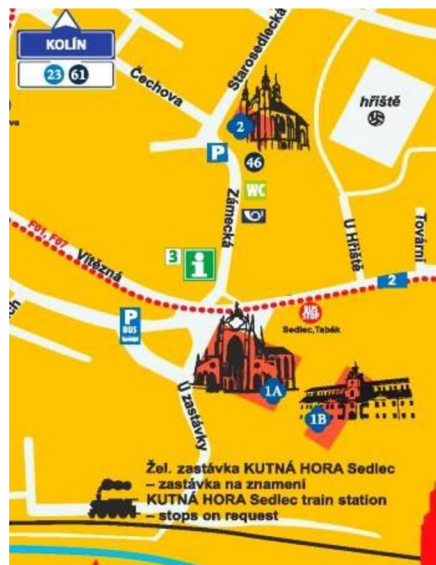 KOLÍN
23 61
Čechova
Starosedlecká
hřiště
2
P
46
WC
Zámecká
3 i
U Hřiště
Tovární
F01, F07
Vítězná
2
BUS
STOP
Sedlec,Tabák
P
BUS
1A
1B
U zastávky
Žel. zastávka KUTNÁ HORA Sedlec
– zastávka na znamení
KUTNÁ HORA Sedlec train station
– stops on request